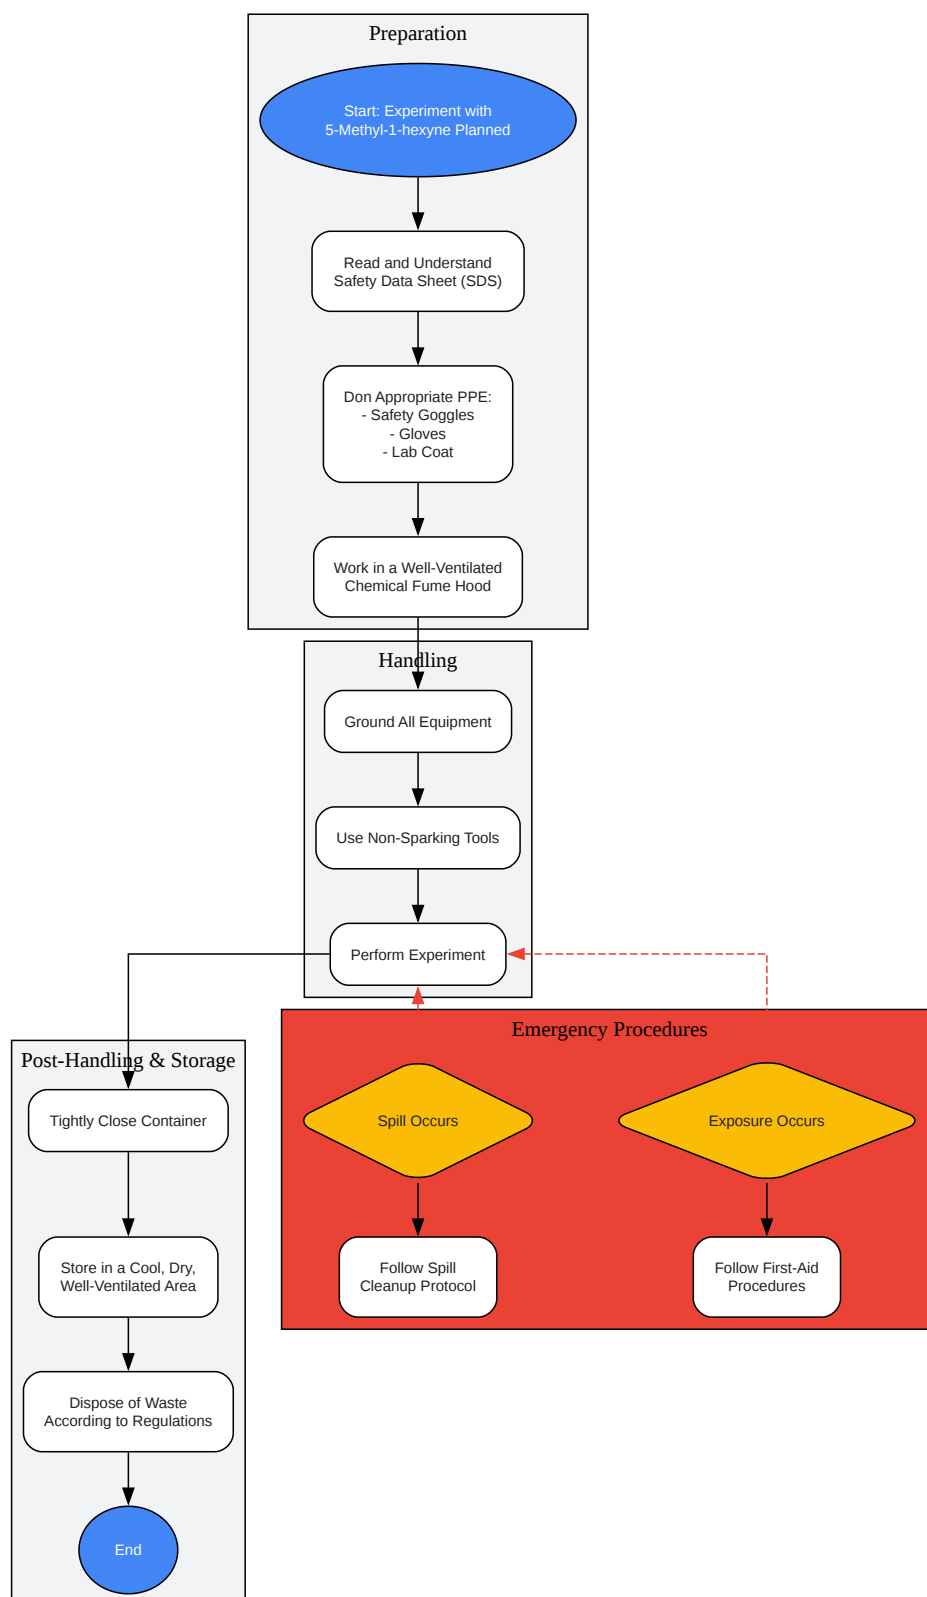 Preparation
Start: Experiment with
5-Methyl-1-hexyne Planned
Read and Understand
Safety Data Sheet (SDS)
Don Appropriate PPE:
- Safety Goggles
- Gloves
- Lab Coat
Work in a Well-Ventilated
Chemical Fume Hood
Handling
Ground All Equipment
Use Non-Sparking Tools
Perform Experiment
Emergency Procedures
Spill Occurs
Exposure Occurs
Follow Spill
Cleanup Protocol
Follow First-Aid
Procedures
Post-Handling & Storage
Tightly Close Container
Store in a Cool, Dry,
Well-Ventilated Area
Dispose of Waste
According to Regulations
End